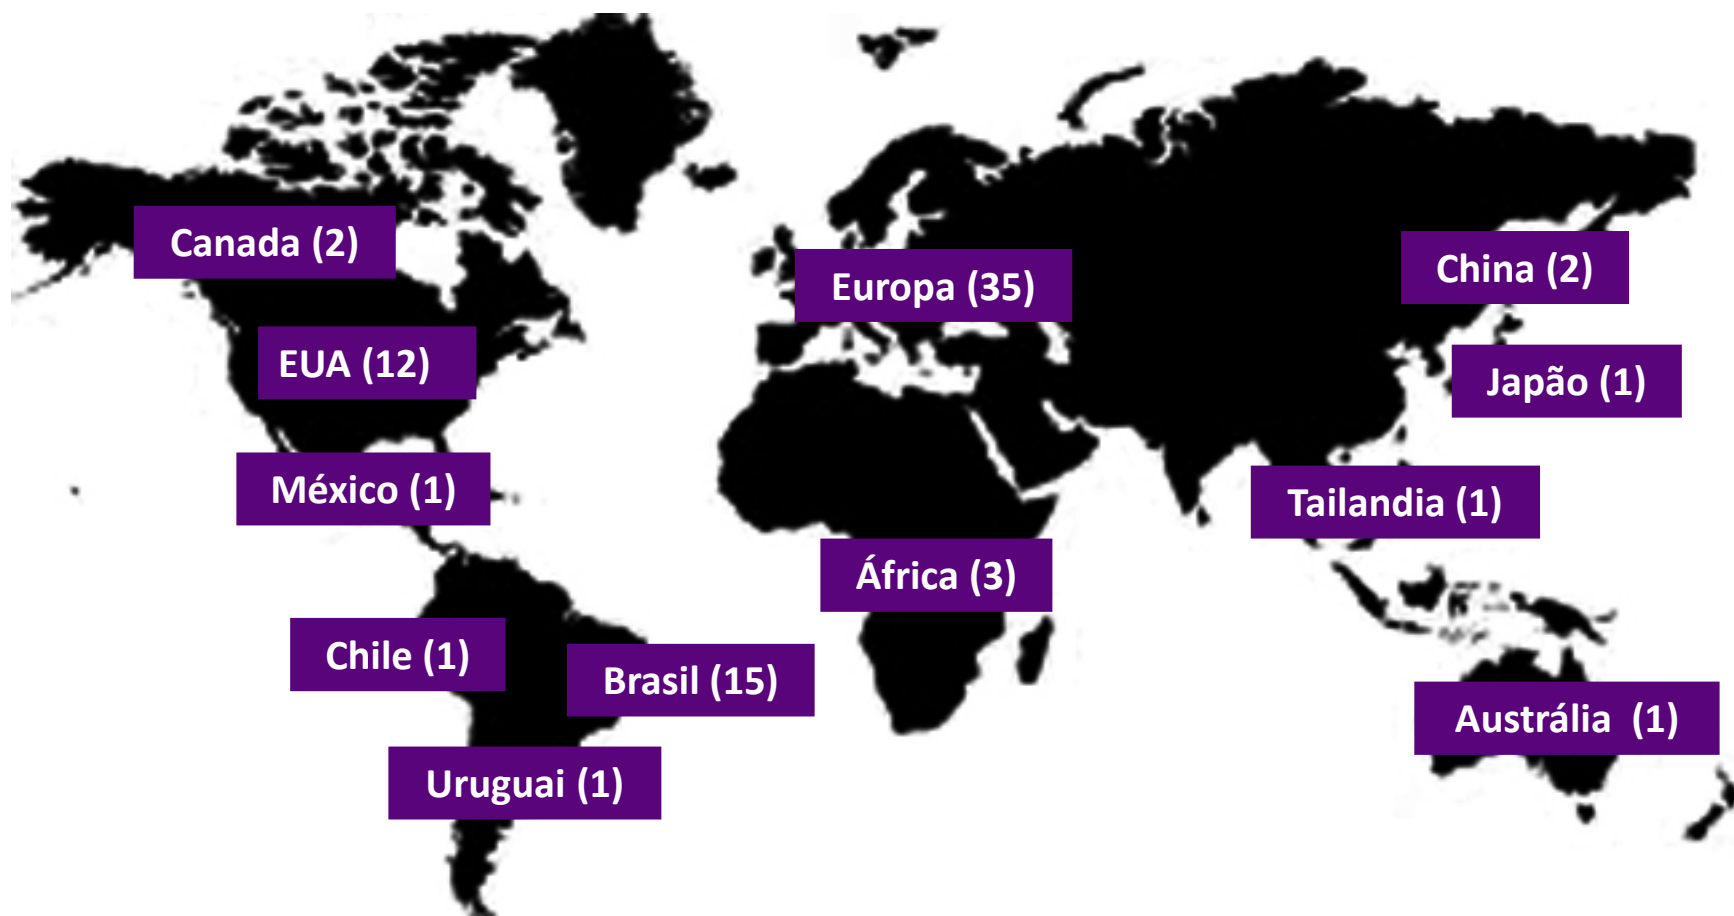 Canada (2)
Europa (35)
China (2)
EUA (12)
Japão (1)
México (1)
Tailandia (1)
África (3)
Chile (1)
Brasil (15)
Austrália  (1)
Uruguai (1)